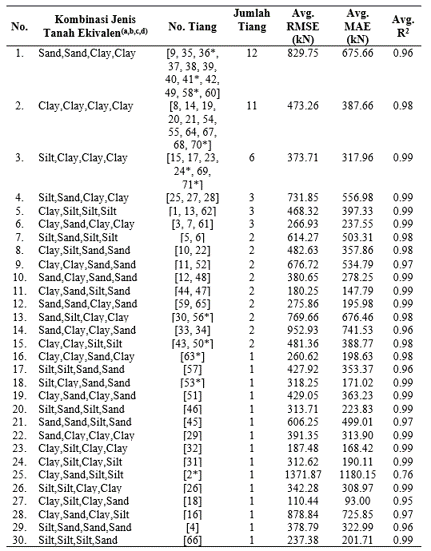 No. Kombinasi Jenis Tanah Ekivalen(a,b,c,d) No. Tiang Jumlah Tiang Avg. RMSE (kN) Avg. MAE (kN) Avg. R²
1. Sand,Sand,Clay,Clay [9, 35, 36*, 12 829.75 675.66 0.96
37, 38, 39,
40, 41*, 42,
49, 58*, 60]
2. Clay,Clay,Clay,Clay [8, 14, 19, 11 473.26 387.66 0.98
20, 21, 54,
55, 64, 67,
68, 70*]
3. Silt,Clay,Clay,Clay [15, 17, 23, 6 373.71 317.96 0.99
24*, 69,
71*]
4. Silt,Sand,Clay,Clay [25, 27, 28] 3 731.85 556.98 0.99
5. Clay,Silt,Silt,Silt [1, 13, 62] 3 468.32 397.33 0.99
6. Clay,Sand,Clay,Clay [3, 7, 61] 3 266.93 237.55 0.99
7. Silt,Sand,Silt,Silt [5, 6] 2 614.27 503.31 0.98
8. Clay,Silt,Sand,Sand [10, 22] 2 482.63 357.86 0.98
9. Clay,Clay,Sand,Sand [11, 52] 2 676.72 534.79 0.97
10. Sand,Clay,Sand,Sand [12, 48] 2 380.65 278.25 0.99
11. Clay,Sand,Silt,Sand [44, 47] 2 180.25 147.79 0.99
12. Sand,Sand,Clay,Sand [59, 65] 2 275.86 195.98 0.99
13. Sand,Silt,Clay,Clay [30, 56*] 2 769.66 676.46 0.98
14. Sand,Clay,Clay,Sand [33, 34] 2 952.93 741.53 0.96
15. Clay,Clay,Silt,Silt [43, 50*] 2 481.36 388.77 0.98
16. Clay,Clay,Sand,Clay [63*] 1 260.62 198.63 0.98
17. Silt,Silt,Sand,Sand [57] 1 427.92 353.37 0.96
18. Silt,Clay,Sand,Sand [53*] 1 318.25 171.02 0.99
19. Clay,Sand,Clay,Sand [51] 1 429.05 363.23 0.99
20. Silt,Sand,Silt,Sand [46] 1 313.71 223.83 0.99
21. Sand,Sand,Silt,Sand [45] 1 606.25 499.01 0.97
22. Sand,Clay,Clay,Clay [29] 1 391.35 313.90 0.99
23. Clay,Silt,Clay,Clay [32] 1 187.48 168.42 0.99
24. Clay,Silt,Clay,Silt [31] 1 312.62 190.11 0.99
25. Clay,Sand,Silt,Silt [2*] 1 1371.87 1180.15 0.76
26. Silt,Silt,Clay,Clay [26] 1 342.28 308.97 0.99
27. Clay,Silt,Clay,Sand [18] 1 110.44 93.00 0.95
28. Clay,Sand,Clay,Silt [16] 1 878.84 725.85 0.97
29. Silt,Sand,Sand,Sand [4] 1 378.79 322.99 0.96
30. Silt,Silt,Silt,Sand [66] 1 237.38 201.71 0.99